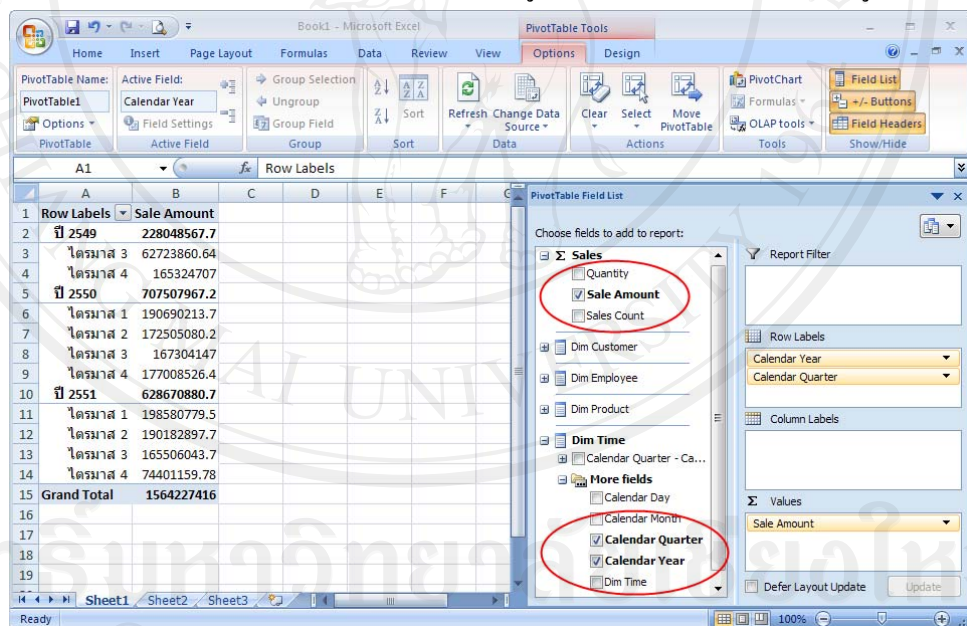 Book1 - Microsoft Excel
PivotTable Tools
Home Insert Page Layout Formulas Data Review View Options Design
PivotTable Name: Active Field: Group Selection PivotChart Field List
PivotTable1 Calendar Year Ungroup Sort Refresh Change Data Source Clear Select Move PivotTable Formulas +/- Buttons
Options Field Settings Group Field OLAP tools Field Headers
PivotTable Active Field Group Sort Data Actions Tools Show/Hide
A1 fx Row Labels
A B C D E F G
PivotTable Field List
1 Row Labels Sale Amount
2 ปี 2549 228048567.7
3 ไตรมาส 3 62723860.64
4 ไตรมาส 4 165324707
5 ปี 2550 707507967.2
6 ไตรมาส 1 190690213.7
7 ไตรมาส 2 172505080.2
8 ไตรมาส 3 167304147
9 ไตรมาส 4 177008526.4
10 ปี 2551 628670880.7
11 ไตรมาส 1 198580779.5
12 ไตรมาส 2 190182897.7
13 ไตรมาส 3 165506043.7
14 ไตรมาส 4 74401159.78
15 Grand Total 1564227416
16
17
18
19
Choose fields to add to report:
Σ Sales
Quantity
Sale Amount
Sales Count
Dim Customer
Dim Employee
Dim Product
Dim Time
Calendar Quarter - Ca...
More fields
Calendar Day
Calendar Month
Calendar Quarter
Calendar Year
Dim Time
Report Filter
Row Labels
Calendar Year
Calendar Quarter
Column Labels
Σ Values
Sale Amount
Defer Layout Update Update
Sheet1 Sheet2 Sheet3
Ready 100%